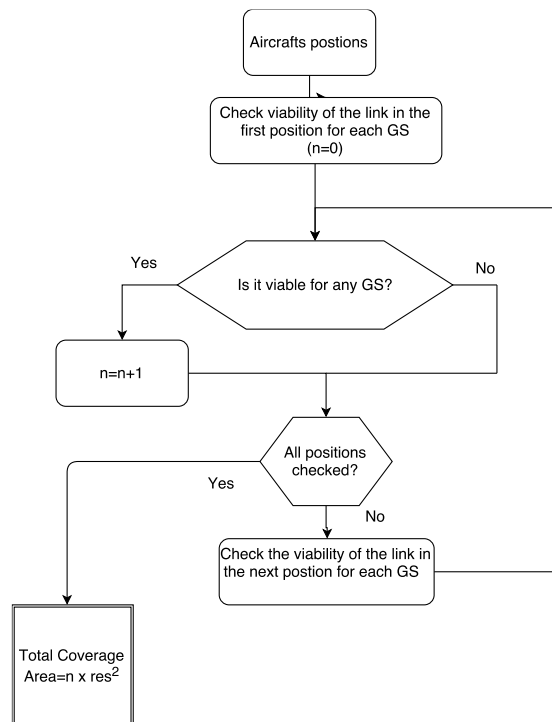 Aircrafts postions
Check viability of the link in the
first position for each GS
(n=0)
Is it viable for any GS?
Yes
No
n=n+1
All positions
checked?
Yes
No
Check the viability of the link in
the next postion for each GS
Total Coverage
Area=n x res²